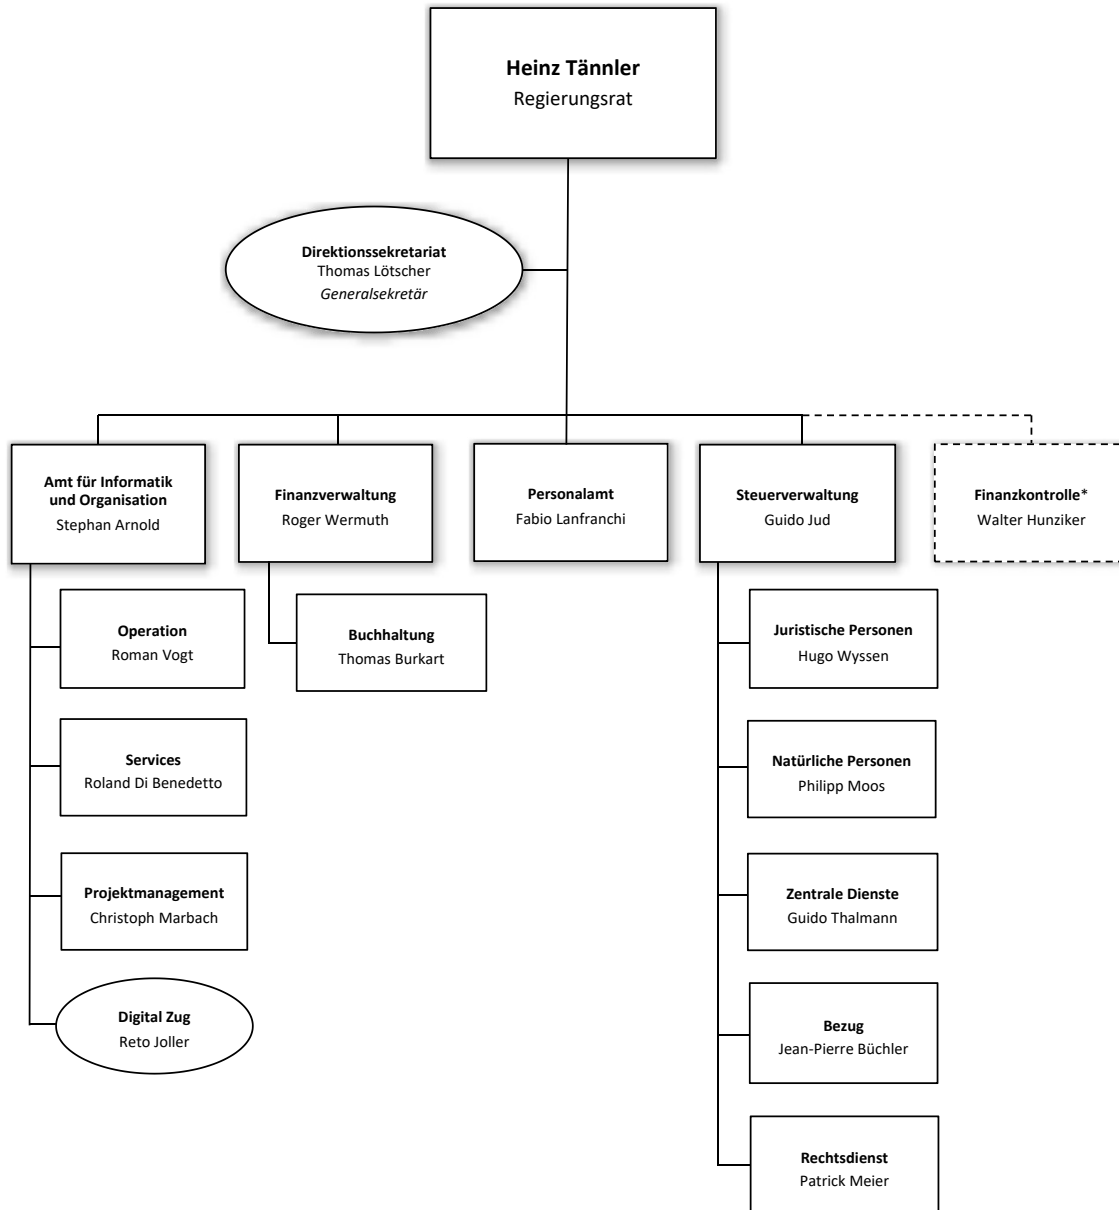 Heinz Tännler
Regierungsrat
Direktionssekretariat
Thomas Lötscher
Generalsekretär
Amt für Informatik
und Organisation
Stephan Arnold
Finanzverwaltung
Roger Wermuth
Personalamt
Fabio Lanfranchi
Steuerverwaltung
Guido Jud
Finanzkontrolle*
Walter Hunziker
Operation
Roman Vogt
Services
Roland Di Benedetto
Projektmanagement
Christoph Marbach
Digital Zug
Reto Joller
Buchhaltung
Thomas Burkart
Juristische Personen
Hugo Wyssen
Natürliche Personen
Philipp Moos
Zentrale Dienste
Guido Thalmann
Bezug
Jean-Pierre Büchler
Rechtsdienst
Patrick Meier